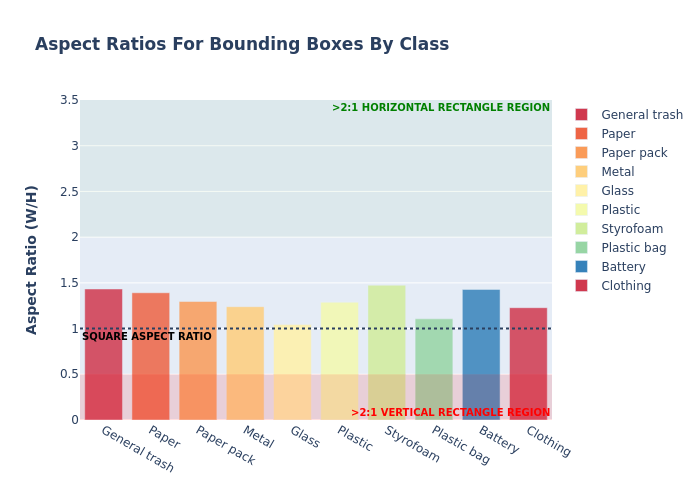 Aspect Ratios For Bounding Boxes By Class
Aspect Ratio (W/H)
3.5
3
2.5
2
1.5
1
0.5
0
>2:1 HORIZONTAL RECTANGLE REGION
SQUARE ASPECT RATIO
>2:1 VERTICAL RECTANGLE REGION
General trash
Paper
Paper pack
Metal
Glass
Plastic
Styrofoam
Plastic bag
Battery
Clothing
General trash
Paper
Paper pack
Metal
Glass
Plastic
Styrofoam
Plastic bag
Battery
Clothing